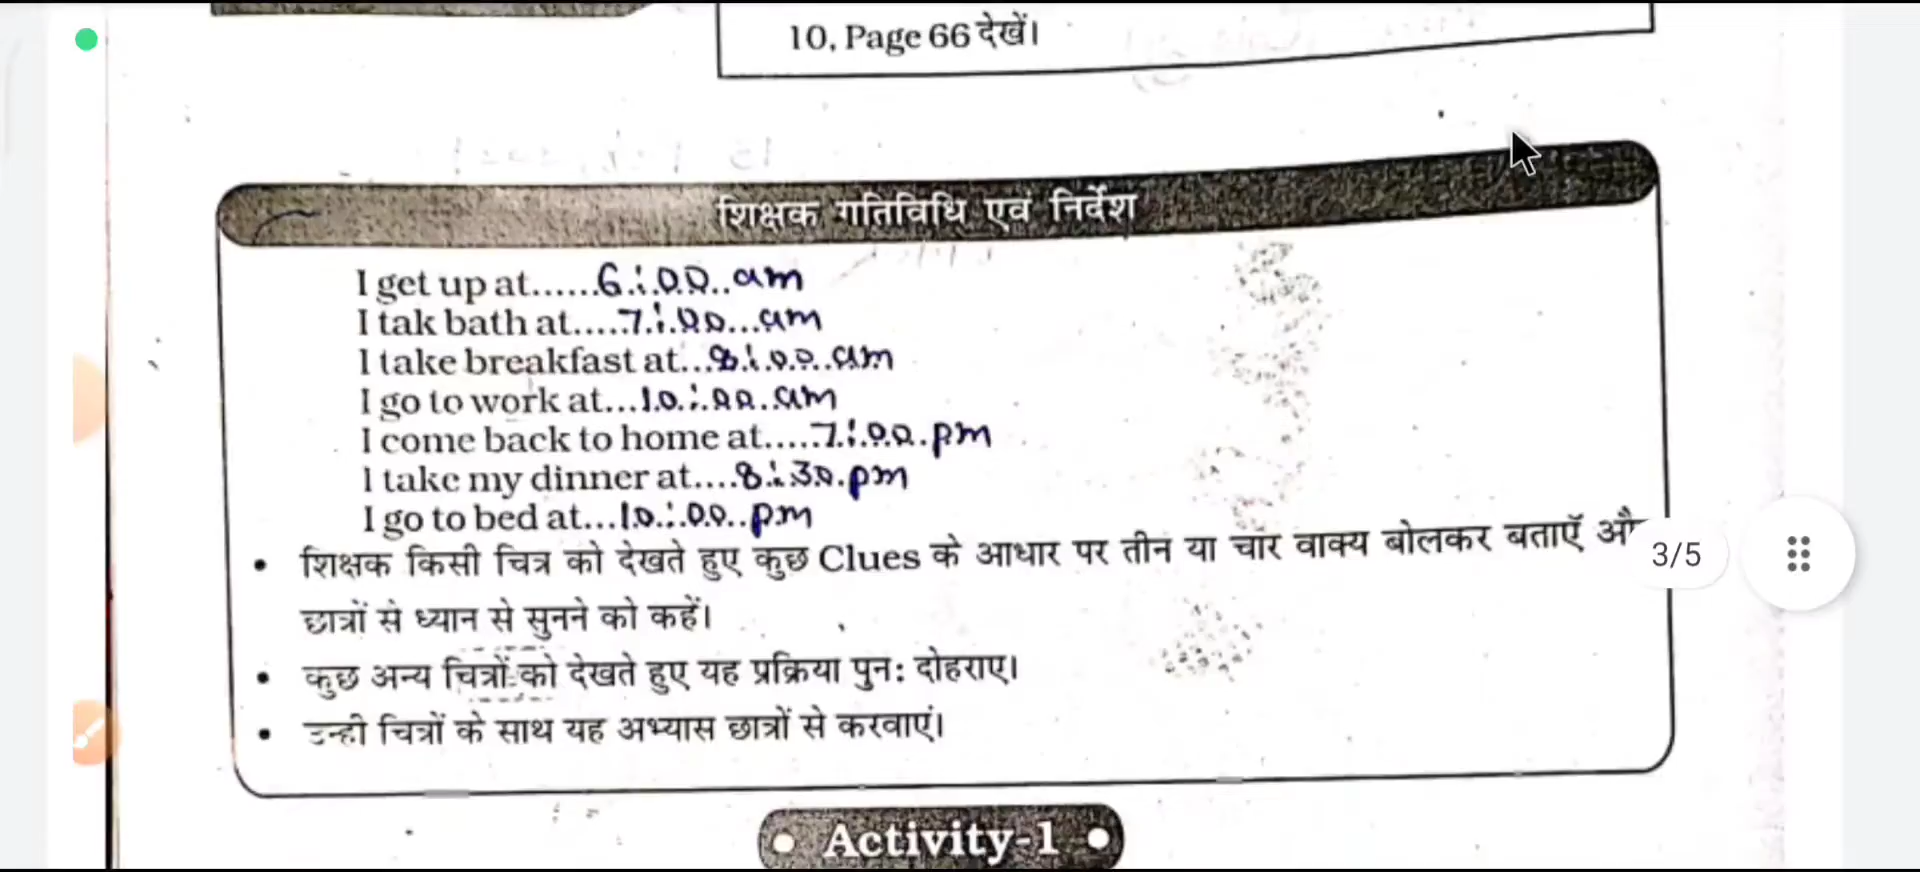 10, Page 66 देखें।
शिक्षक गतिविधि एवं निर्देश
I get up at......6:00..am
I tak bath at.....7:00...am
I take breakfast at...8:00..am
I go to work at...10:00.am
I come back to home at.....7:00.pm
I take my dinner at....8:30.pm
I go to bed at...10:00..pm
• शिक्षक किसी चित्र को देखते हुए कुछ Clues के आधार पर तीन या चार वाक्य बोलकर बताएँ
छात्रों से ध्यान से सुनने को कहें।
• कुछ अन्य चित्रों को देखते हुए यह प्रक्रिया पुन: दोहराए।
• उन्ही चित्रों के साथ यह अभ्यास छात्रों से करवाएं।
3/5
• Activity-1 •